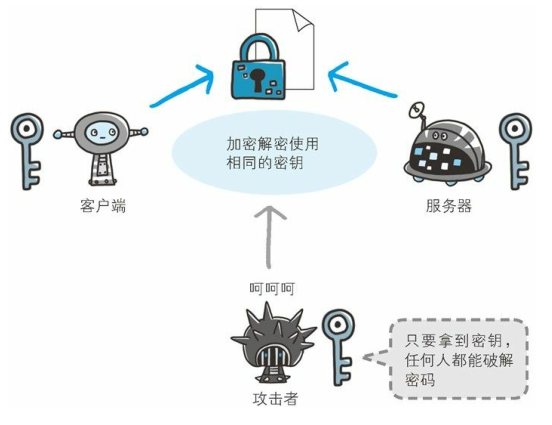 加密解密使用
相同的密钥
客户端
服务器
呵呵呵
只要拿到密钥，
任何人都能破解
密码
攻击者